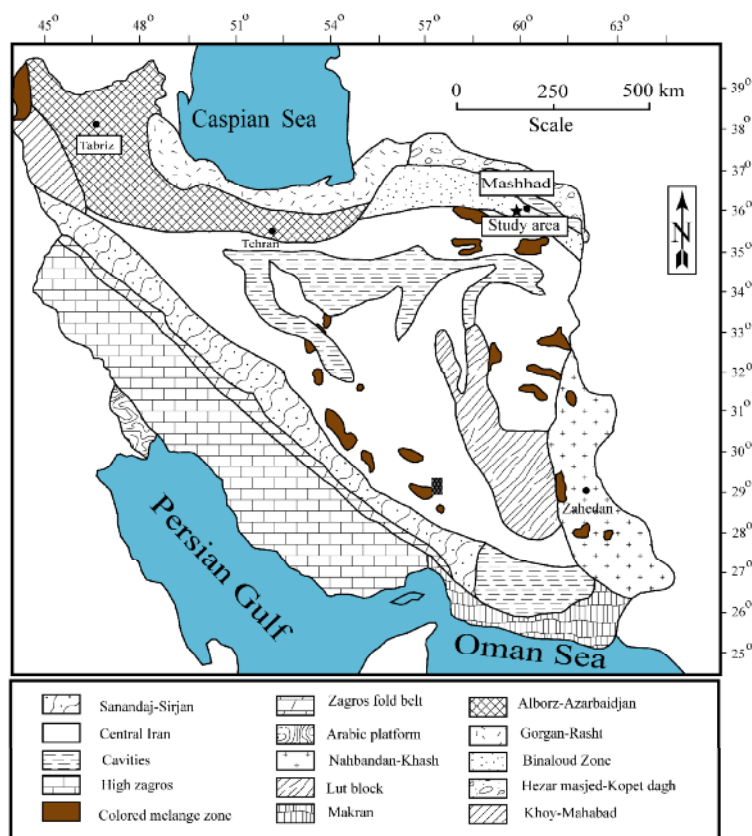 45° 48° 51° 54° 57° 60° 63°
39°
38°
37°
36°
35°
34°
33°
32°
31°
30°
29°
28°
27°
26°
25°
0 250 500 km
Scale
Caspian Sea
Tabriz
Mashhad
Study area
Tehran
N
Zahedan
Persian Gulf
Oman Sea
Sanandaj-Sirjan
Central Iran
Cavities
High zagros
Colored melange zone
Zagros fold belt
Arabic platform
Nahbandan-Khash
Lut block
Makran
Alborz-Azarbaidjan
Gorgan-Rasht
Binaloud Zone
Hezar masjed-Kopet dagh
Khoy-Mahabad